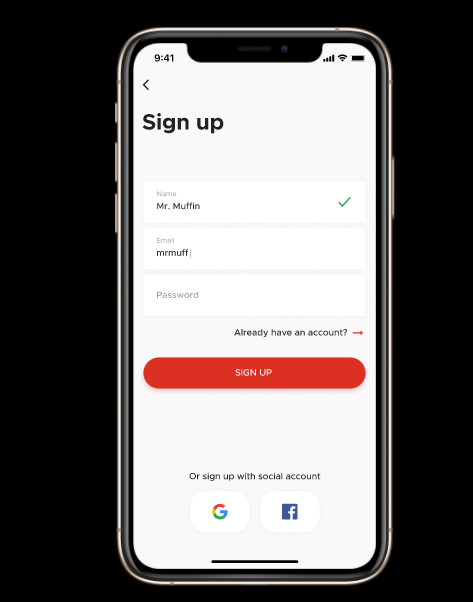 9:41
Sign up
Name
Mr. Muffin
Email
mrmuff
Password
Already have an account?
SIGN UP
Or sign up with social account